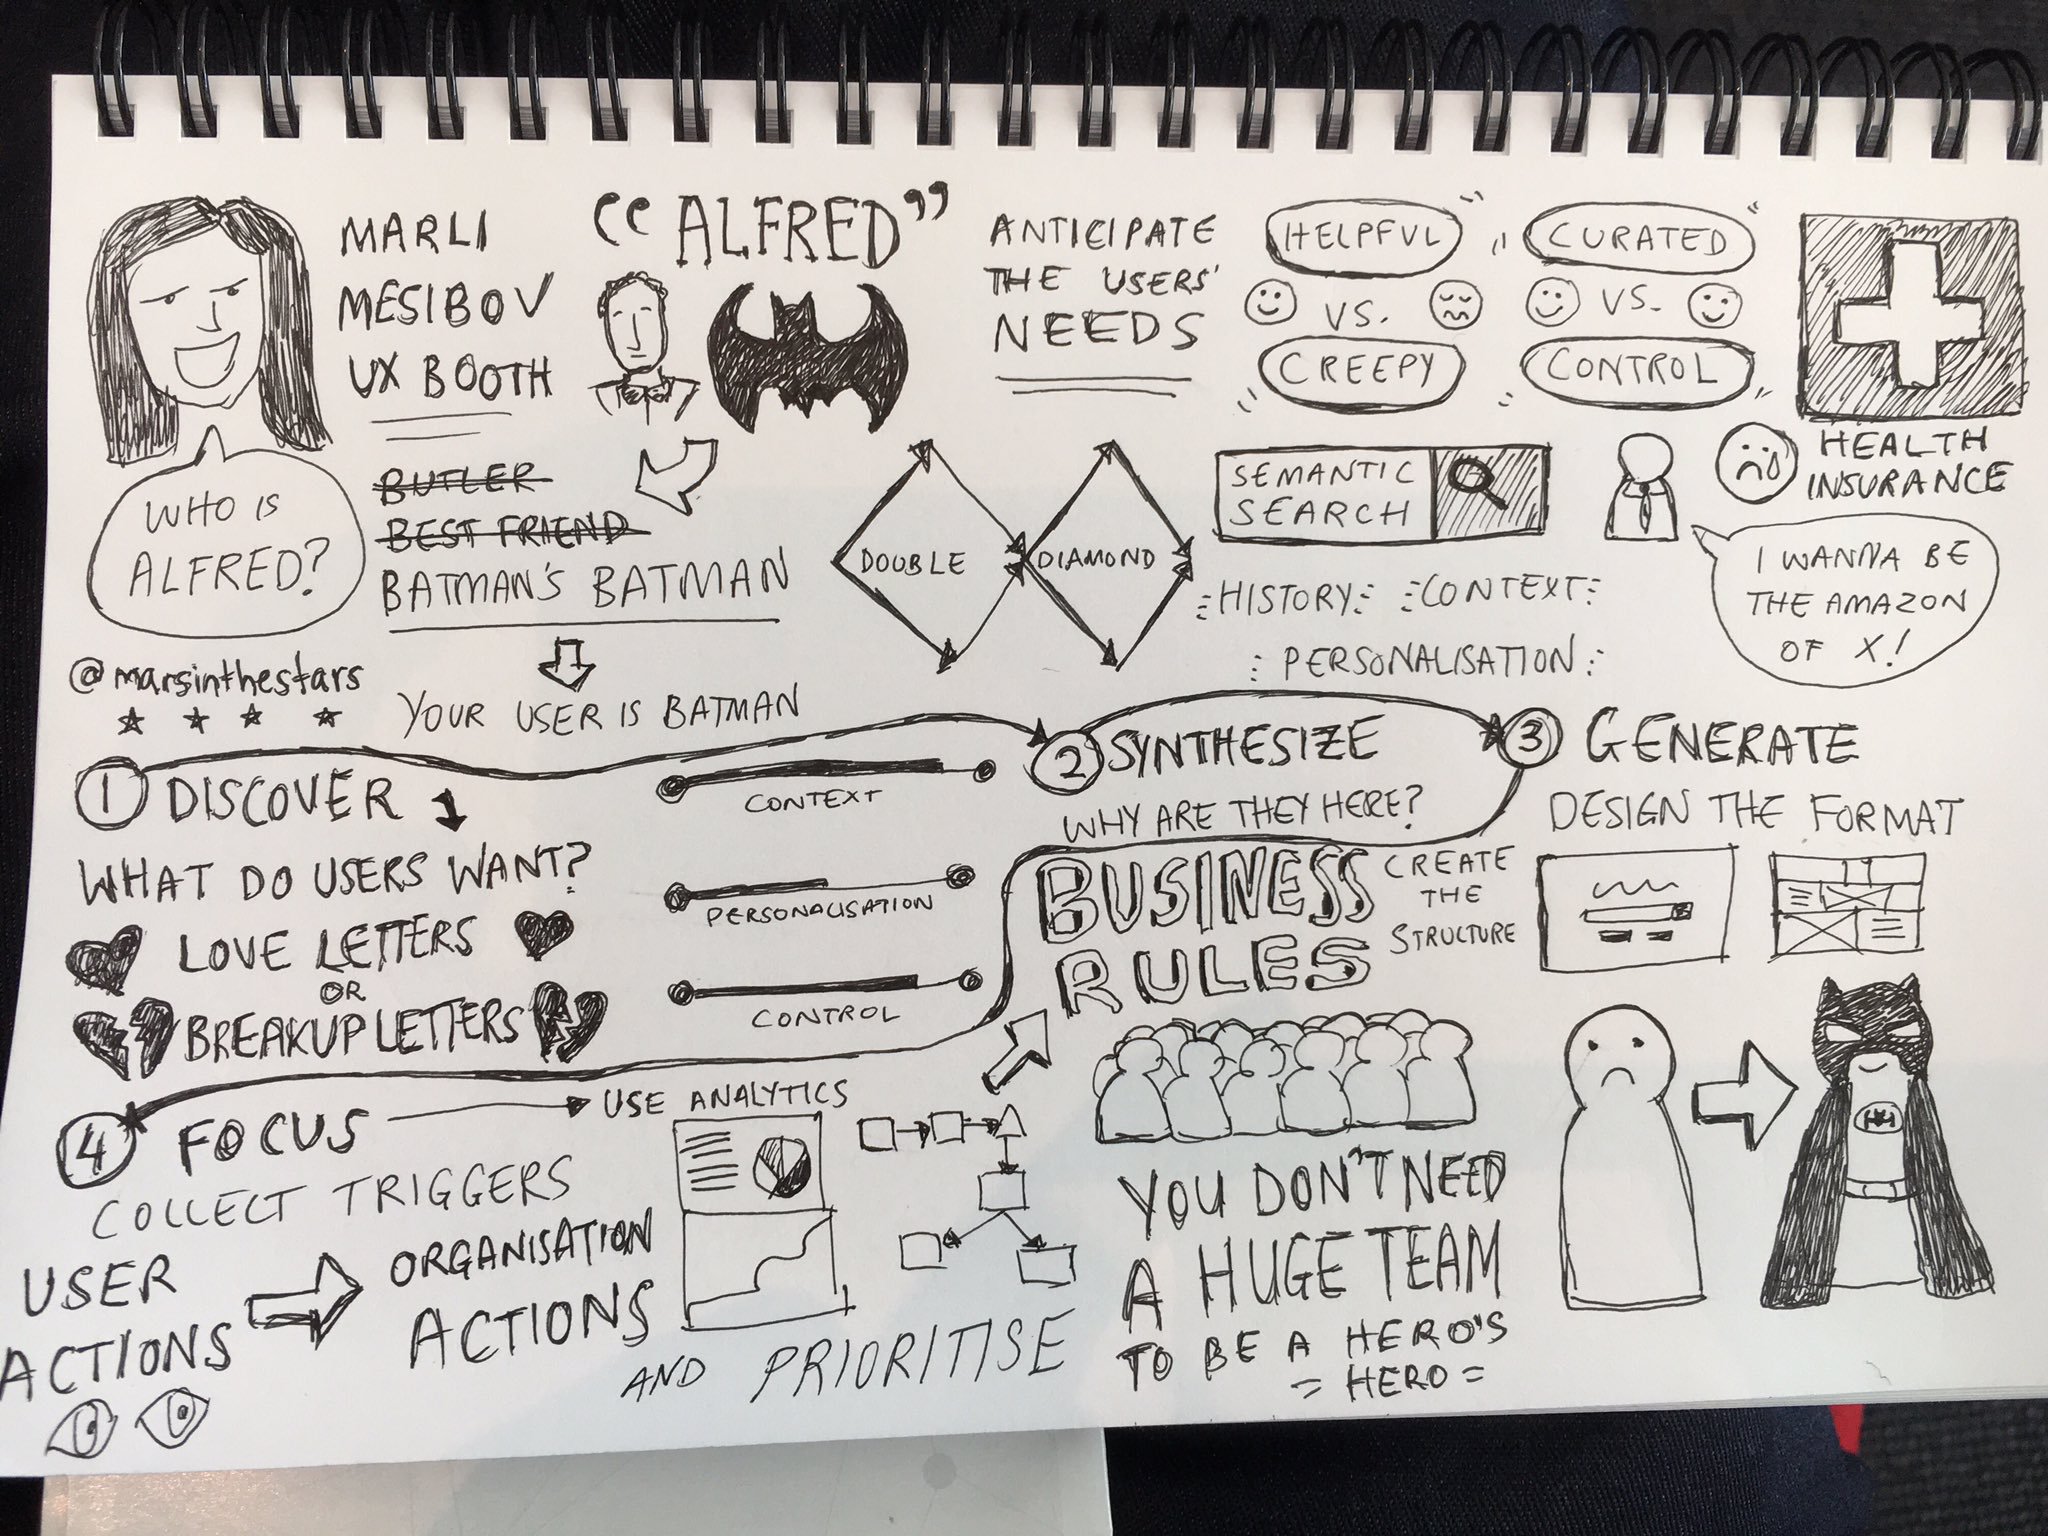 MARLI
MESIBOV
UX BOOTH
"ALFRED"
ANTICIPATE
THE USERS'
NEEDS
HELPFUL
VS.
CREEPY
CURATED
VS.
CONTROL
HEALTH
INSURANCE
WHO IS
ALFRED?
@marsinthestars
BUTLER
BEST FRIEND
BATMAN'S BATMAN
YOUR USER IS BATMAN
DOUBLE DIAMOND
SEMANTIC
SEARCH
HISTORY CONTEXT
PERSONALISATION
I WANNA BE
THE AMAZON
OF X!
1 DISCOVER
WHAT DO USERS WANT?
LOVE LETTERS
OR
BREAKUP LETTERS
CONTEXT
PERSONALISATION
CONTROL
2 SYNTHESIZE
WHY ARE THEY HERE?
BUSINESS
RULES
CREATE
THE
STRUCTURE
3 GENERATE
DESIGN THE FORMAT
4 FOCUS
USE ANALYTICS
COLLECT TRIGGERS
USER
ACTIONS
ORGANISATION
ACTIONS
AND PRIORITISE
YOU DON'T NEED
A HUGE TEAM
TO BE A HERO'S
= HERO =